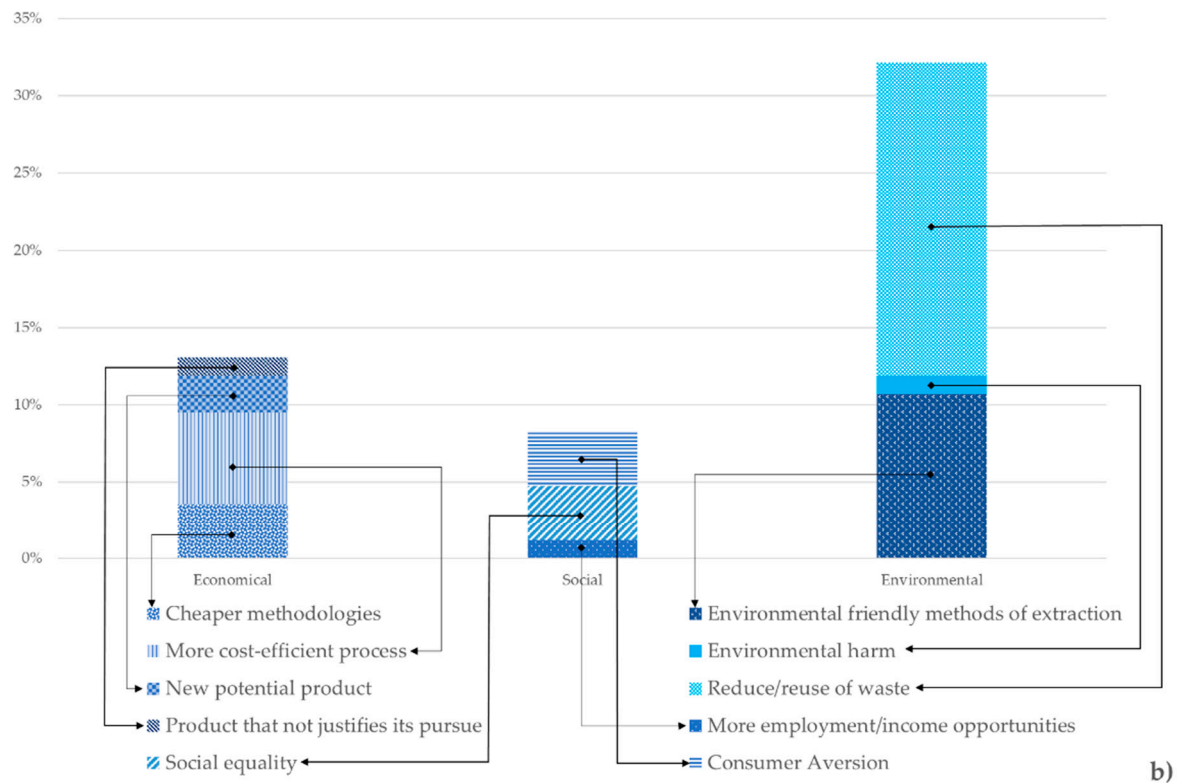 35%
30%
25%
20%
15%
10%
5%
0%
Economical
Social
Environmental
Cheaper methodologies
More cost-efficient process
New potential product
Product that not justifies its pursue
Social equality
Environmental friendly methods of extraction
Environmental harm
Reduce/reuse of waste
More employment/income opportunities
Consumer Aversion
b)